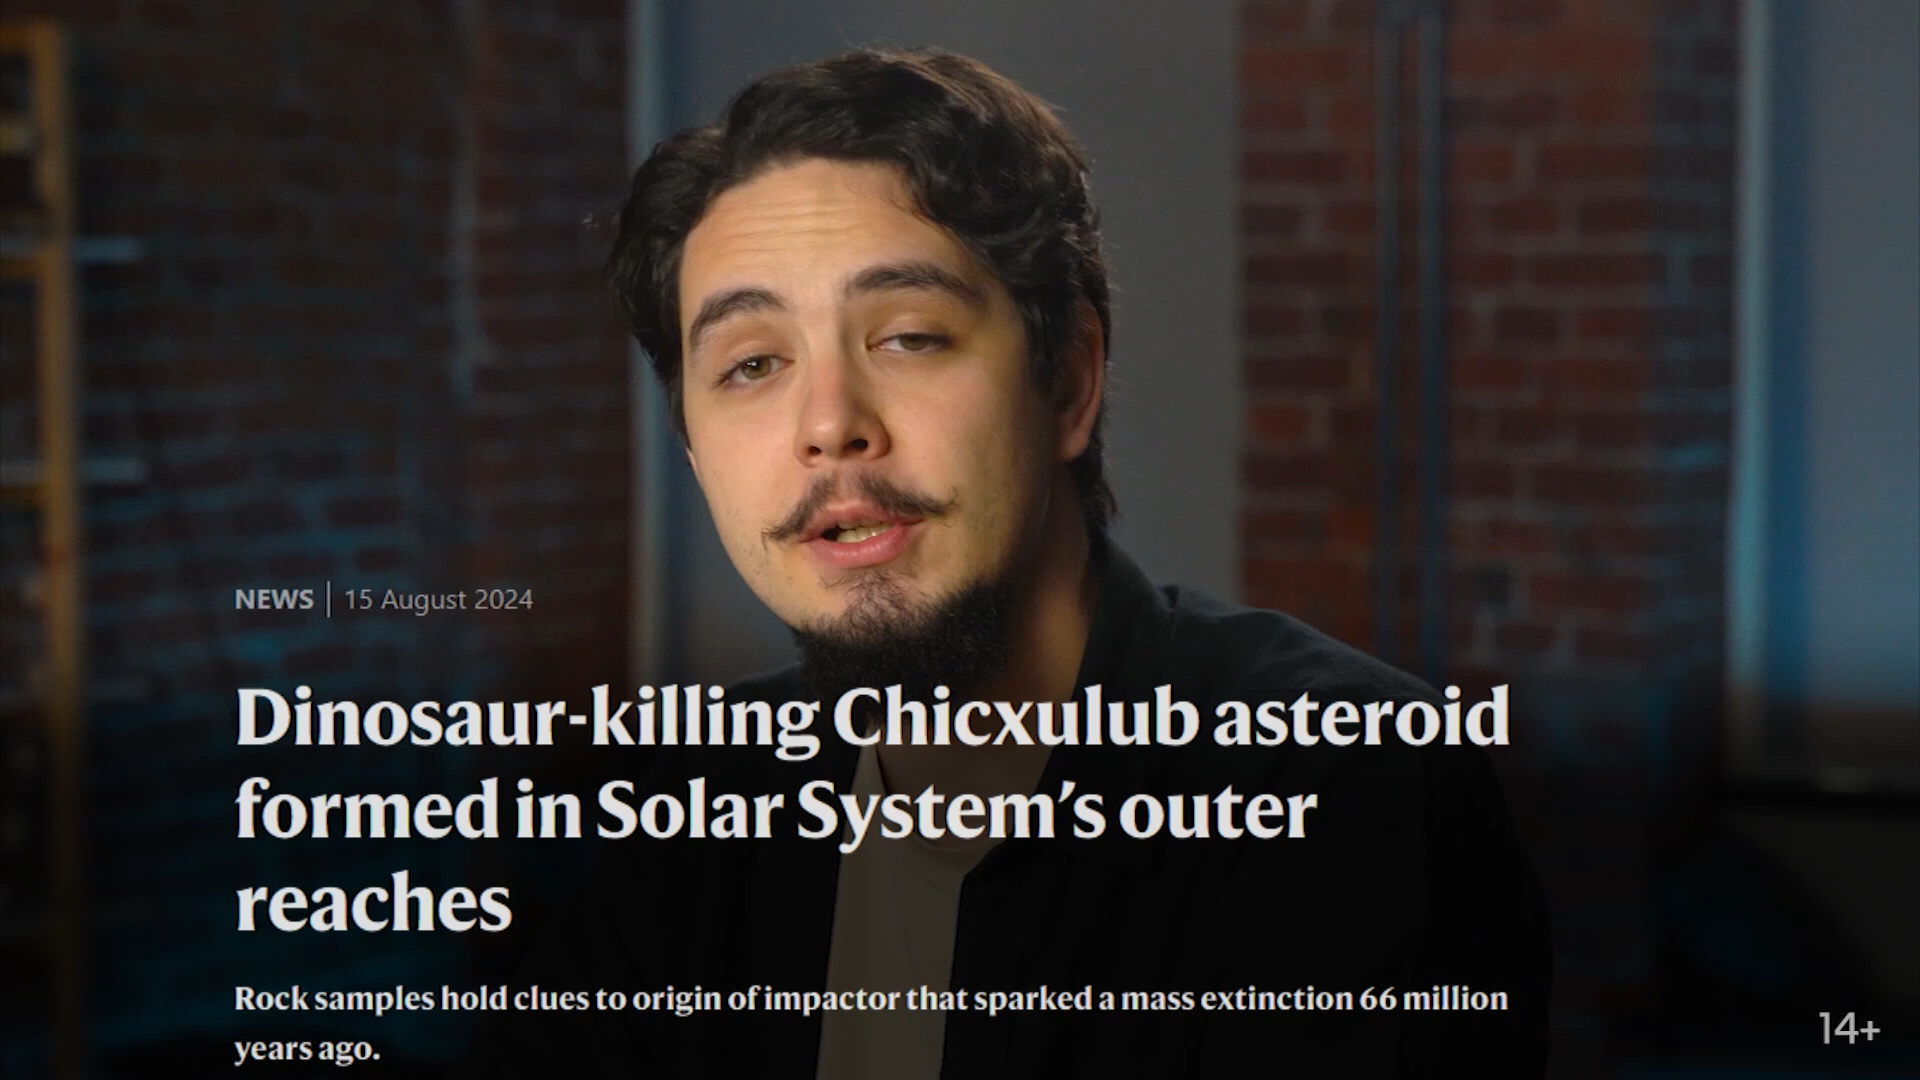 NEWS | 15 August 2024
Dinosaur-killing Chicxulub asteroid
formed in Solar System’s outer
reaches
Rock samples hold clues to origin of impactor that sparked a mass extinction 66 million
years ago.
14+